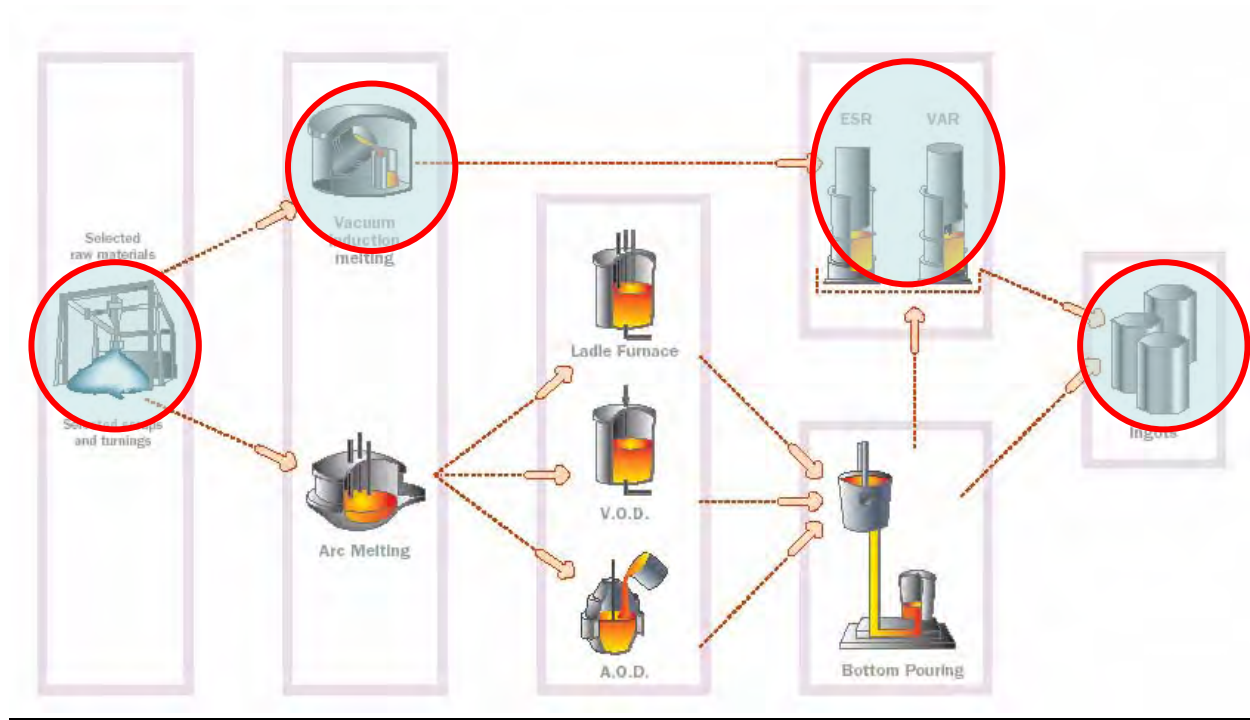 Selected
raw materials
Selected scraps
and turnings
Vacuum
induction
melting
Arc Melting
Ladle Furnace
V.O.D.
A.O.D.
ESR VAR
Bottom Pouring
Ingots